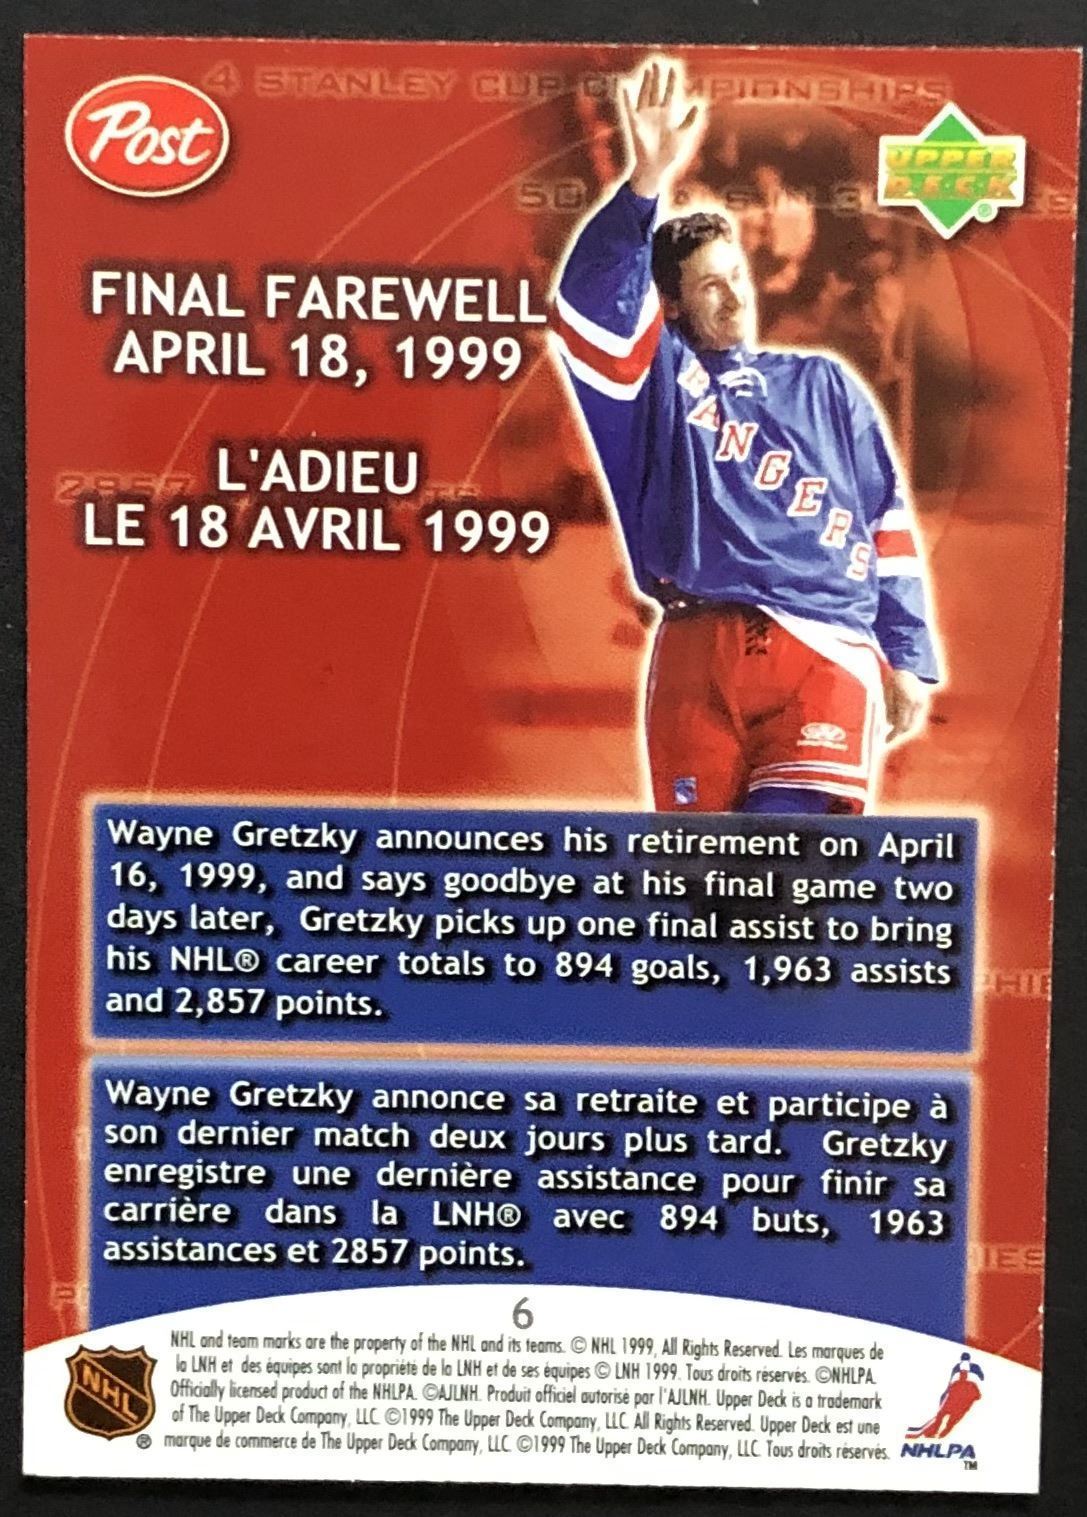 4 STANLEY CUP CHAMPIONSHIPS
Post
UPPER
DECK
FINAL FAREWELL
APRIL 18, 1999
RANGERS
L'ADIEU
LE 18 AVRIL 1999
Wayne Gretzky announces his retirement on April
16, 1999, and says goodbye at his final game two
days later, Gretzky picks up one final assist to bring
his NHL® career totals to 894 goals, 1,963 assists
and 2,857 points.
Wayne Gretzky annonce sa retraite et participe à
son dernier match deux jours plus tard. Gretzky
enregistre une dernière assistance pour finir sa
carrière dans la LNH® avec 894 buts, 1963
assistances et 2857 points.
6
NHL and team marks are the property of the NHL and its teams. © NHL 1999, All Rights Reserved. Les marques de
la LNH et des équipes sont la propriété de la LNH et de ses équipes © LNH 1999. Tous droits réservés. ©NHLPA.
Officially licensed product of the NHLPA. ©AJLNH. Produit officiel autorisé par l'AJLNH. Upper Deck is a trademark
of The Upper Deck Company, LLC. ©1999 The Upper Deck Company, LLC. All Rights Reserved. Upper Deck est une
marque de commerce de The Upper Deck Company, LLC. ©1999 The Upper Deck Company, LLC. Tous droits réservés.
NHL
®
NHLPA
TM